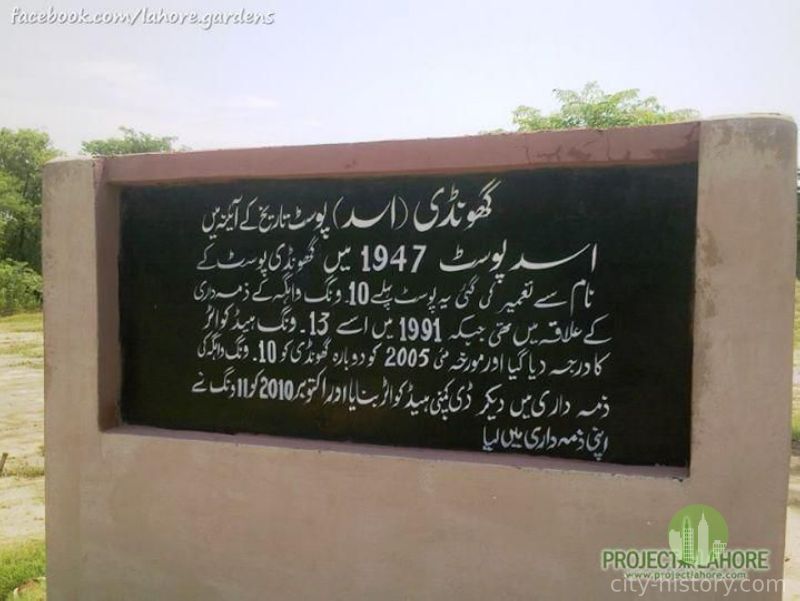 facebook.com/lahore.gardens
گھونڈی (اسد) پوسٹ تاریخ کے آئینہ میں
اسد پوسٹ 1947 میں گھونڈی پوسٹ کے
نام سے تعمیر کی گئی یہ پوسٹ پہلے 10۔ ونگ واہگہ کے ذمہ داری
کے علاقہ میں تھی جبکہ 1991 میں اسے 13۔ ونگ ہیڈ کواٹر
کا درجہ دیا گیا اور مورخہ مئی 2005 کو دوبارہ گھونڈی کو 10۔ ونگ واہگہ کی
ذمہ داری میں دیکر ڈی کمپنی ہیڈ کواٹر بنایا اور اکتوبر 2010 کو 11 ونگ نے
اپنی ذمہ داری میں لیا
PROJECT LAHORE
www.projectlahore.com
city-history.com